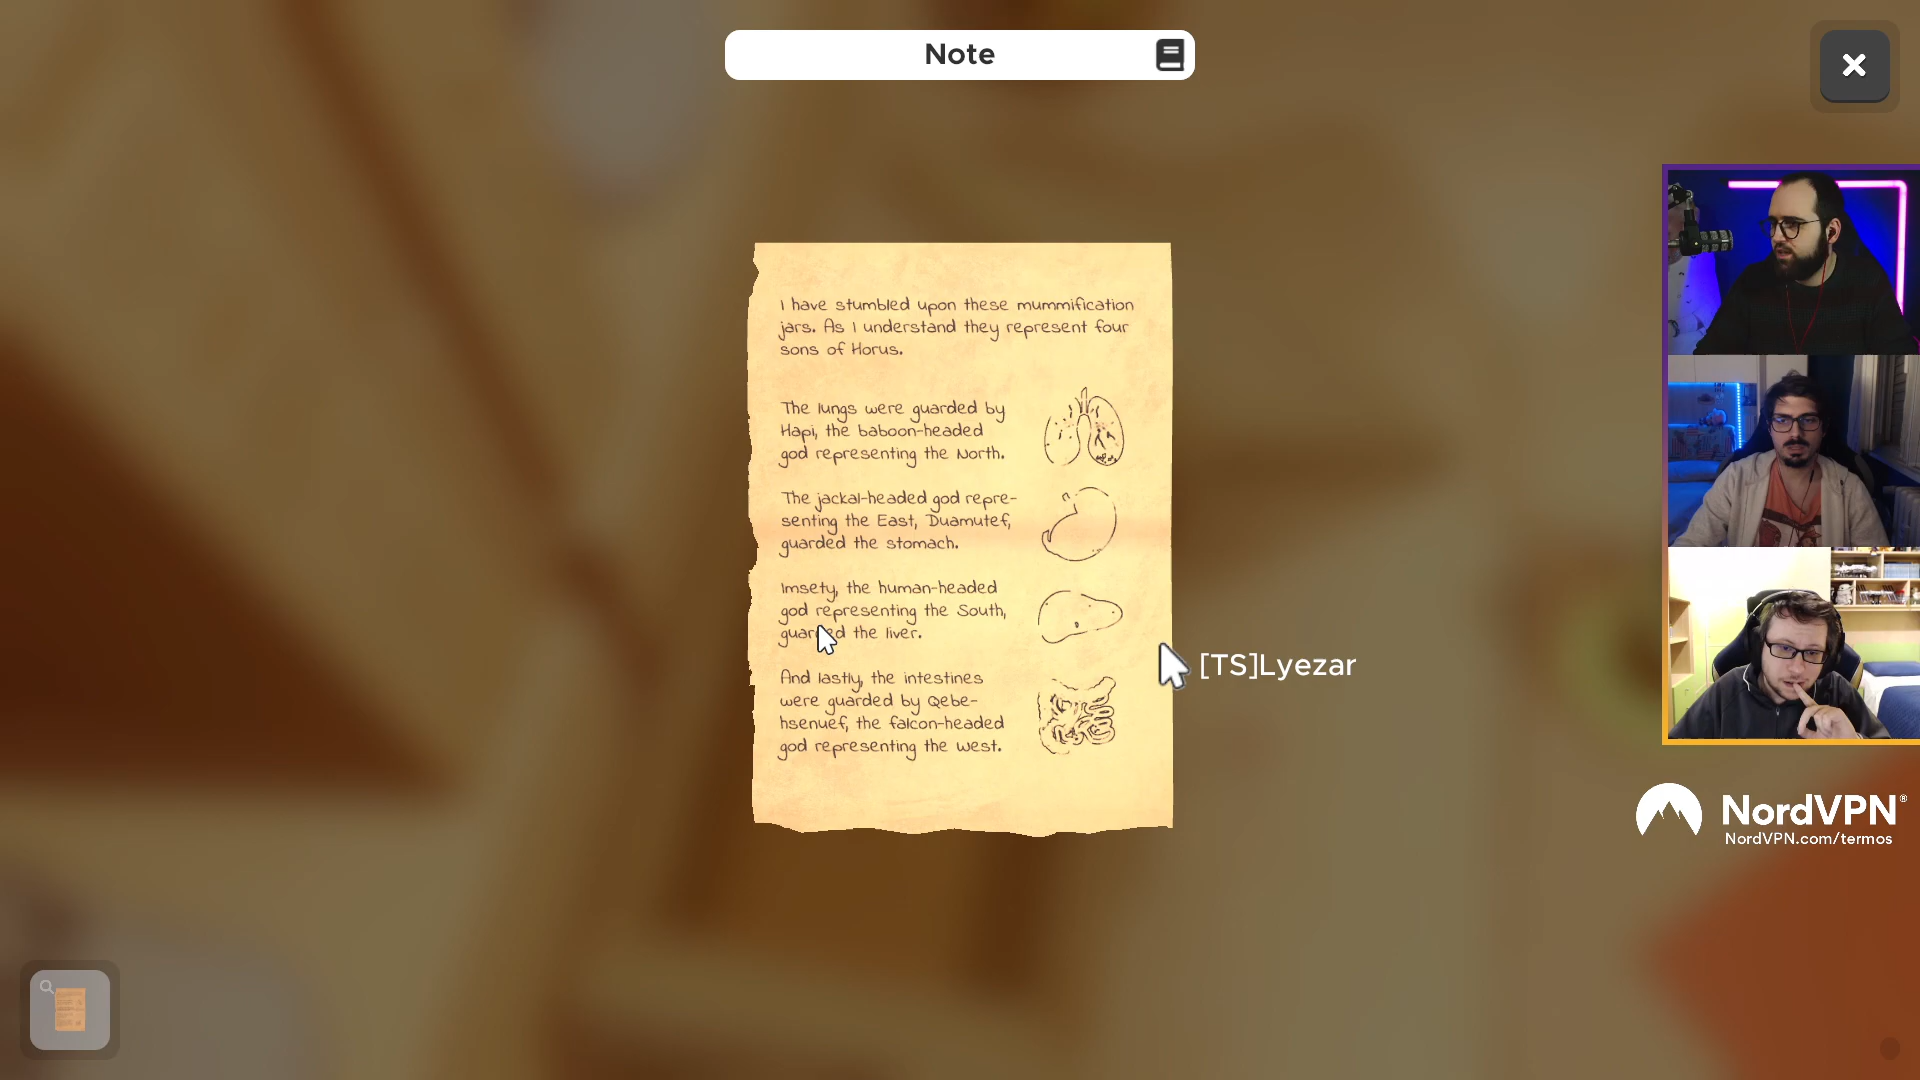 Note
I have stumbled upon these mummification
jars. As I understand they represent four
sons of Horus.
The lungs were guarded by
Hapi, the baboon-headed
god representing the North.
The jackal-headed god repre-
senting the East, Duamutef,
guarded the stomach.
Imsety, the human-headed
god representing the South,
guarded the liver.
And lastly, the intestines
were guarded by Qebe-
hsenuef, the falcon-headed
god representing the West.
[TS]Lyezar
NordVPN®
NordVPN.com/termos